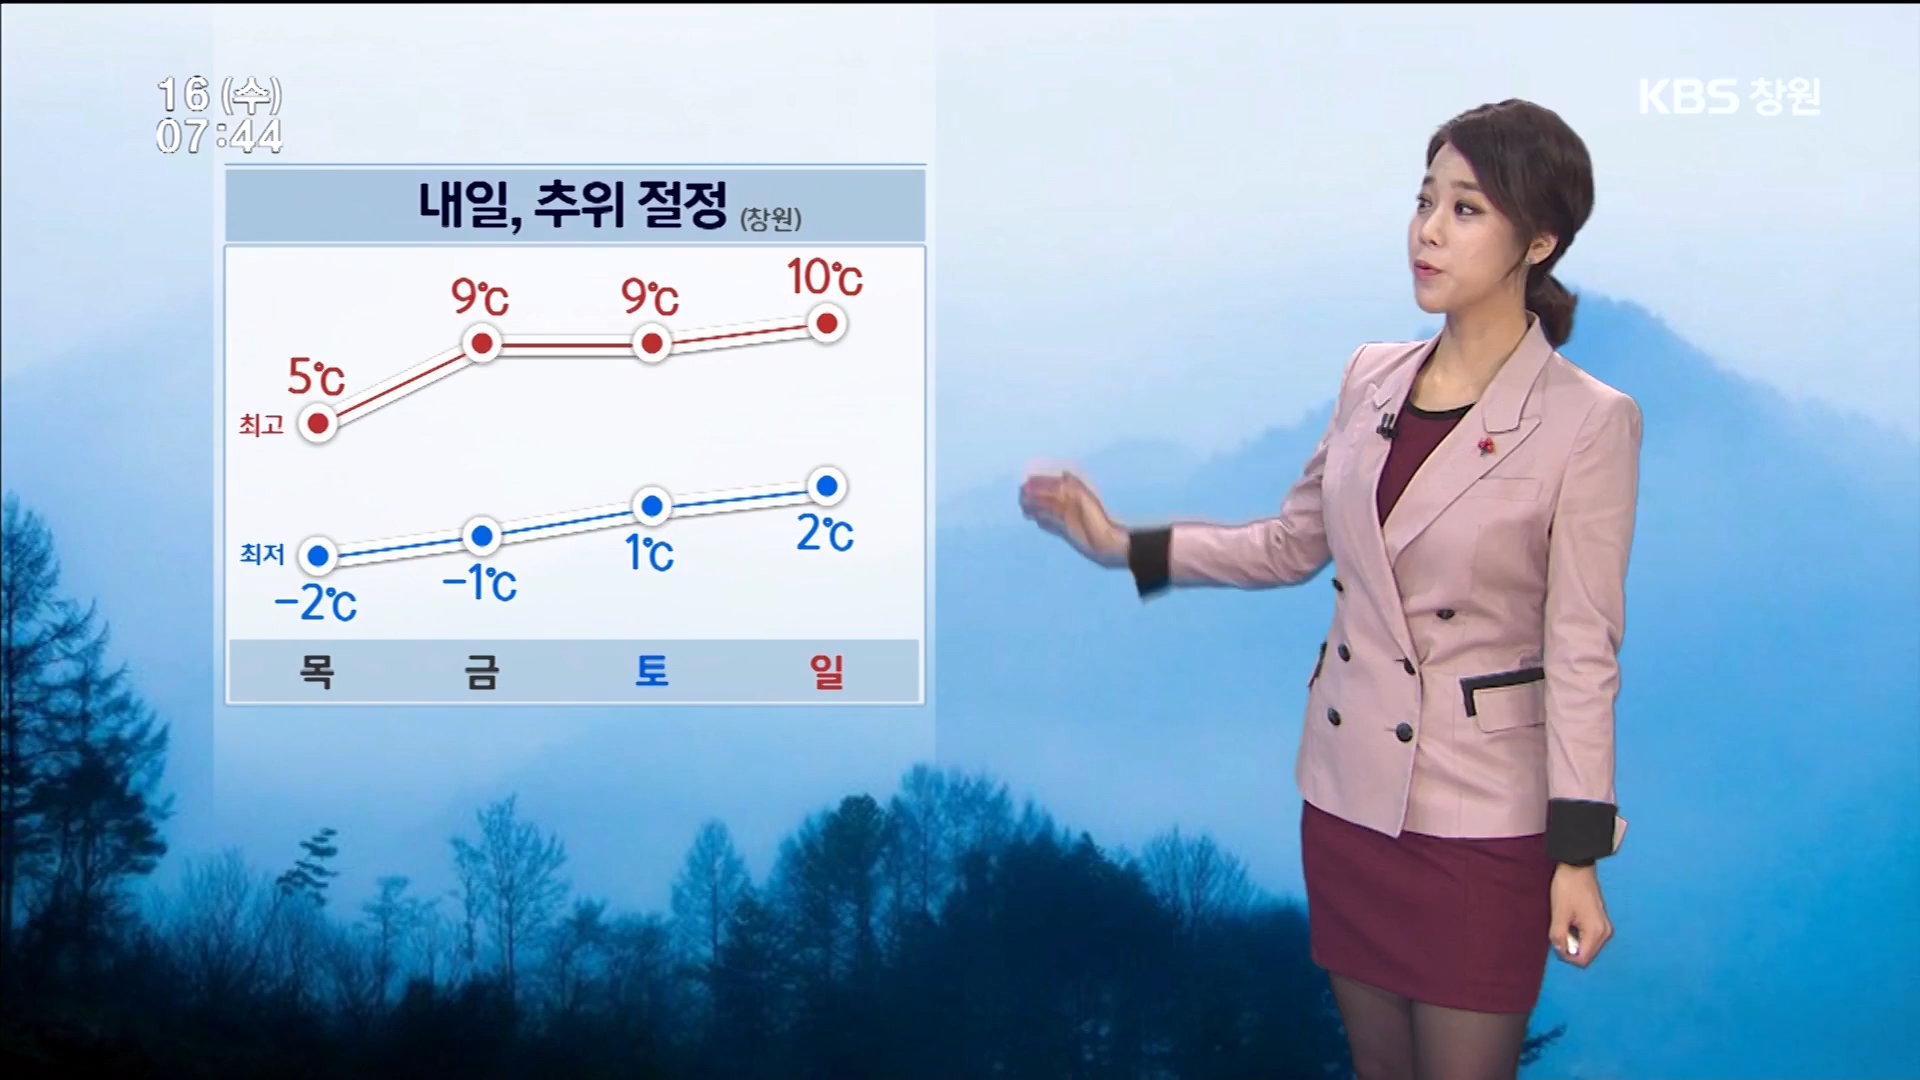 16 (수)
07:44
KBS 창원
내일, 추위 절정 (창원)
5℃ 9℃ 9℃ 10℃
최고
최저
-2℃ -1℃ 1℃ 2℃
목 금 토 일